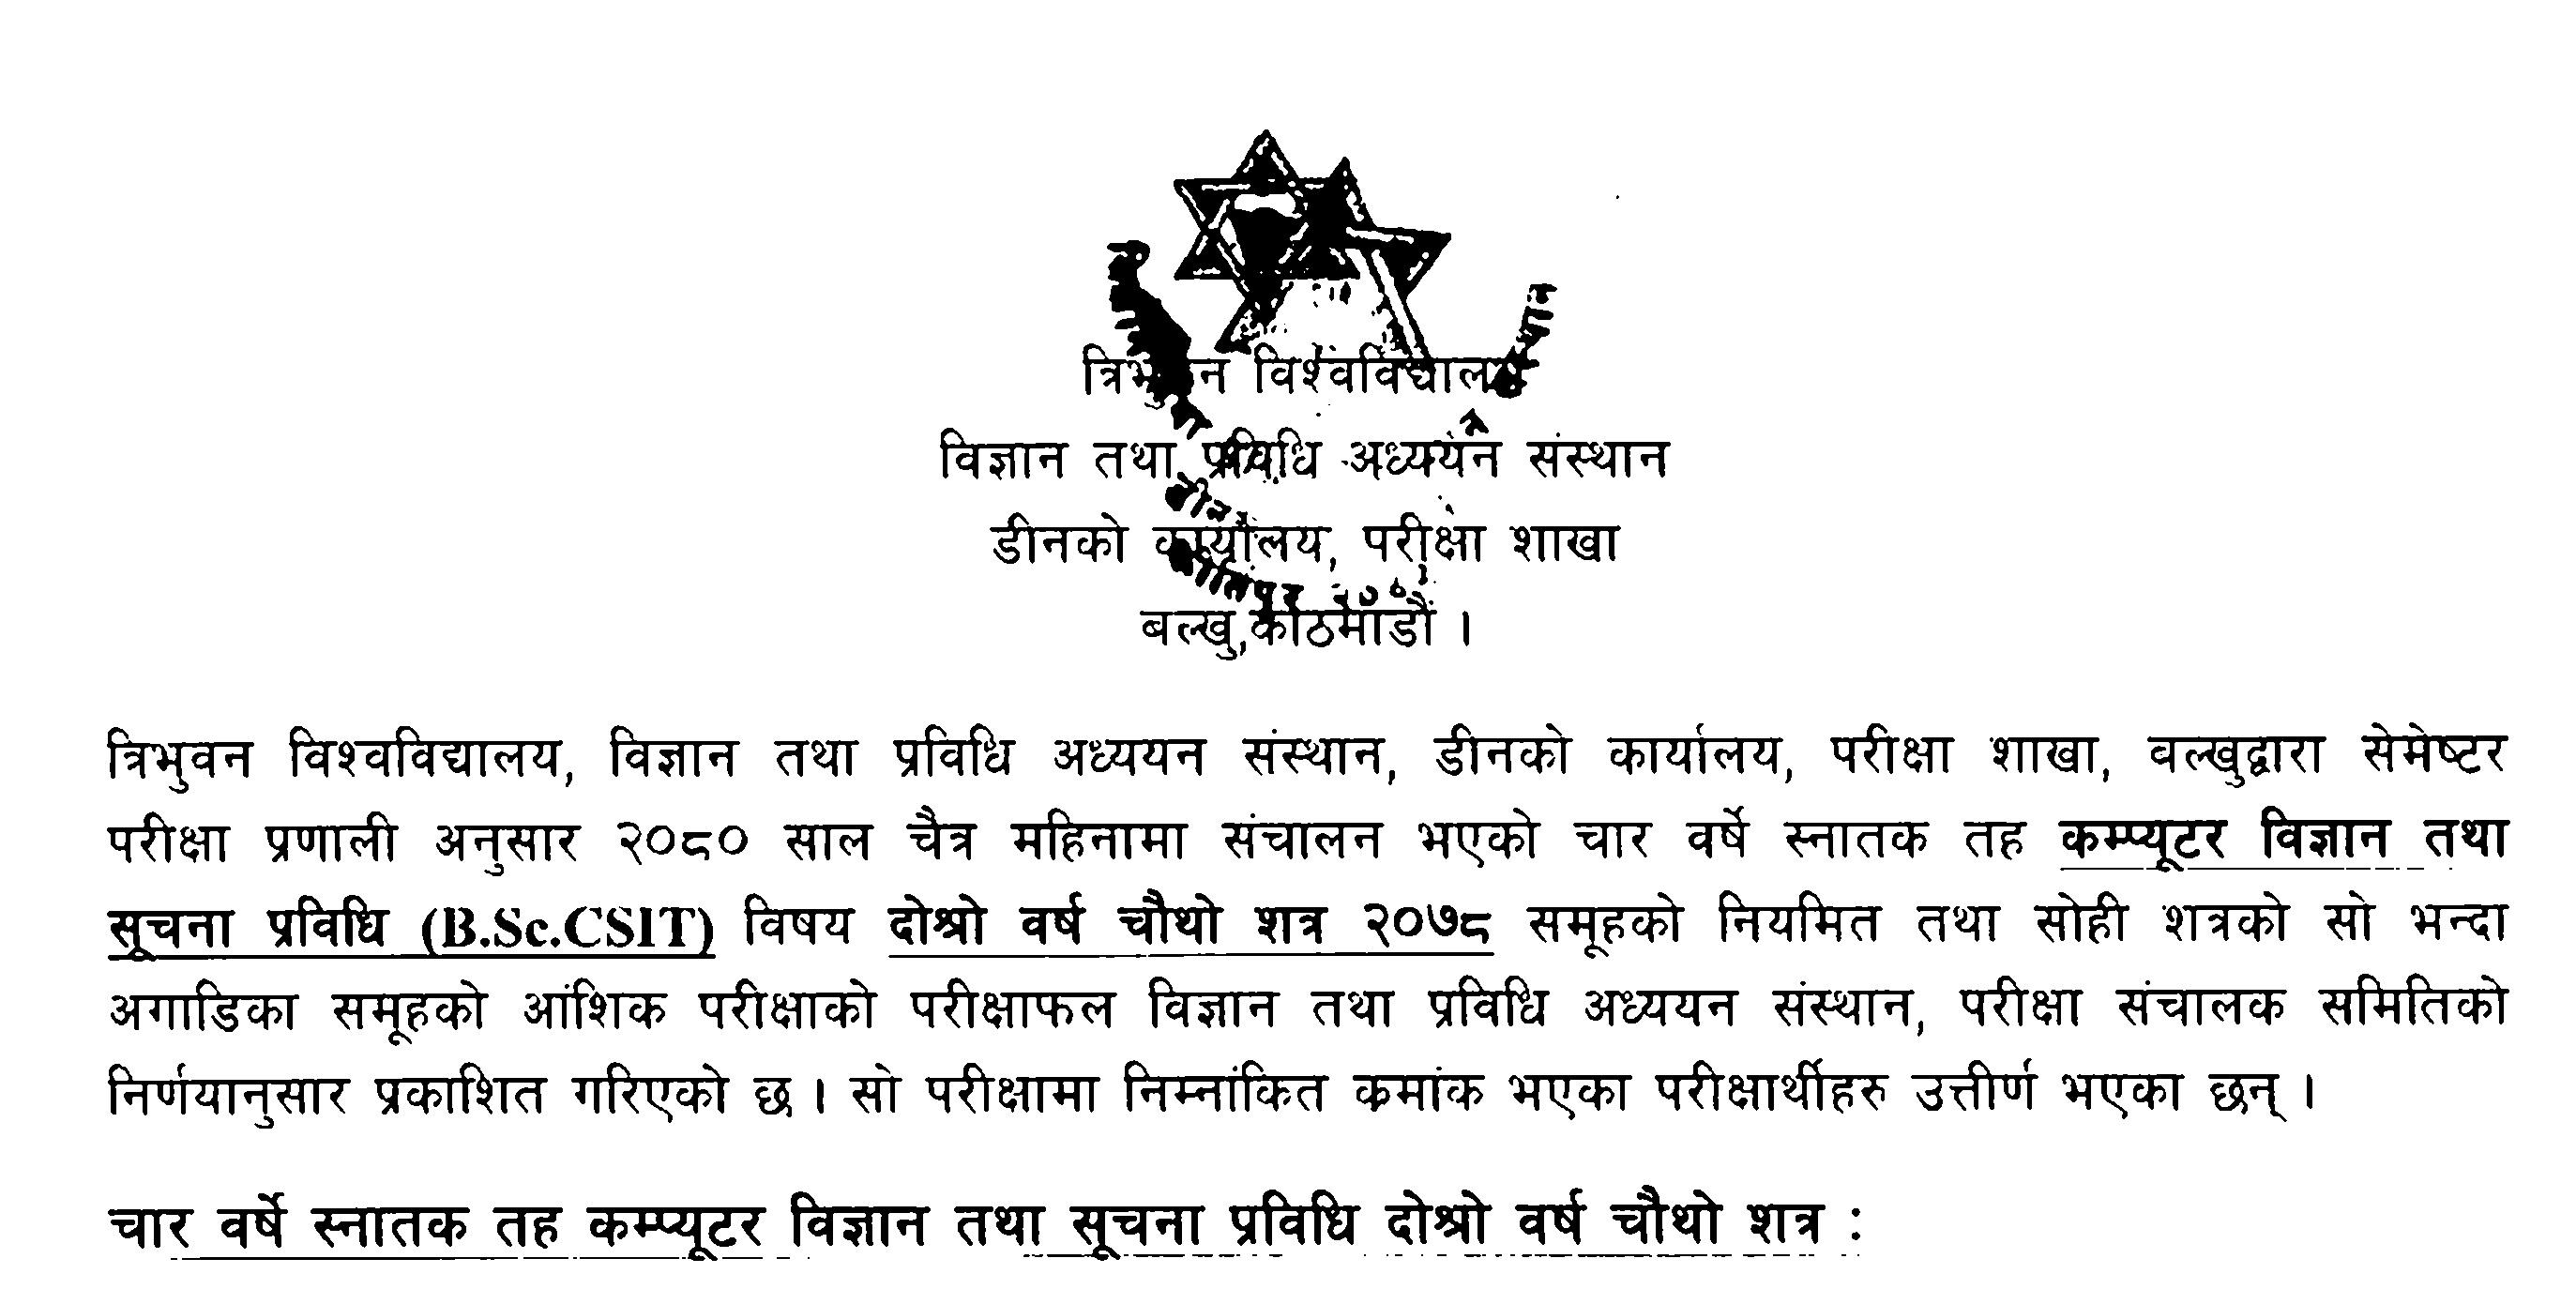 त्रिभुवन विश्वविद्यालय
विज्ञान तथा प्रविधि अध्ययन संस्थान
डीनको कार्यालय, परीक्षा शाखा
बल्खु,काठमाडौं ।
त्रिभुवन विश्वविद्यालय, विज्ञान तथा प्रविधि अध्ययन संस्थान, डीनको कार्यालय, परीक्षा शाखा, बल्खुद्वारा सेमेष्टर
परीक्षा प्रणाली अनुसार २०८० साल चैत्र महिनामा संचालन भएको चार वर्षे स्नातक तह कम्प्यूटर विज्ञान तथा
सूचना प्रविधि (B.Sc.CSIT) विषय दोश्रो वर्ष चौथो शत्र २०७८ समूहको नियमित तथा सोही शत्रको सो भन्दा
अगाडिका समूहको आंशिक परीक्षाको परीक्षाफल विज्ञान तथा प्रविधि अध्ययन संस्थान, परीक्षा संचालक समितिको
निर्णयानुसार प्रकाशित गरिएको छ । सो परीक्षामा निम्नांकित क्रमांक भएका परीक्षार्थीहरु उत्तीर्ण भएका छन् ।
चार वर्षे स्नातक तह कम्प्यूटर विज्ञान तथा सूचना प्रविधि दोश्रो वर्ष चौथो शत्र :